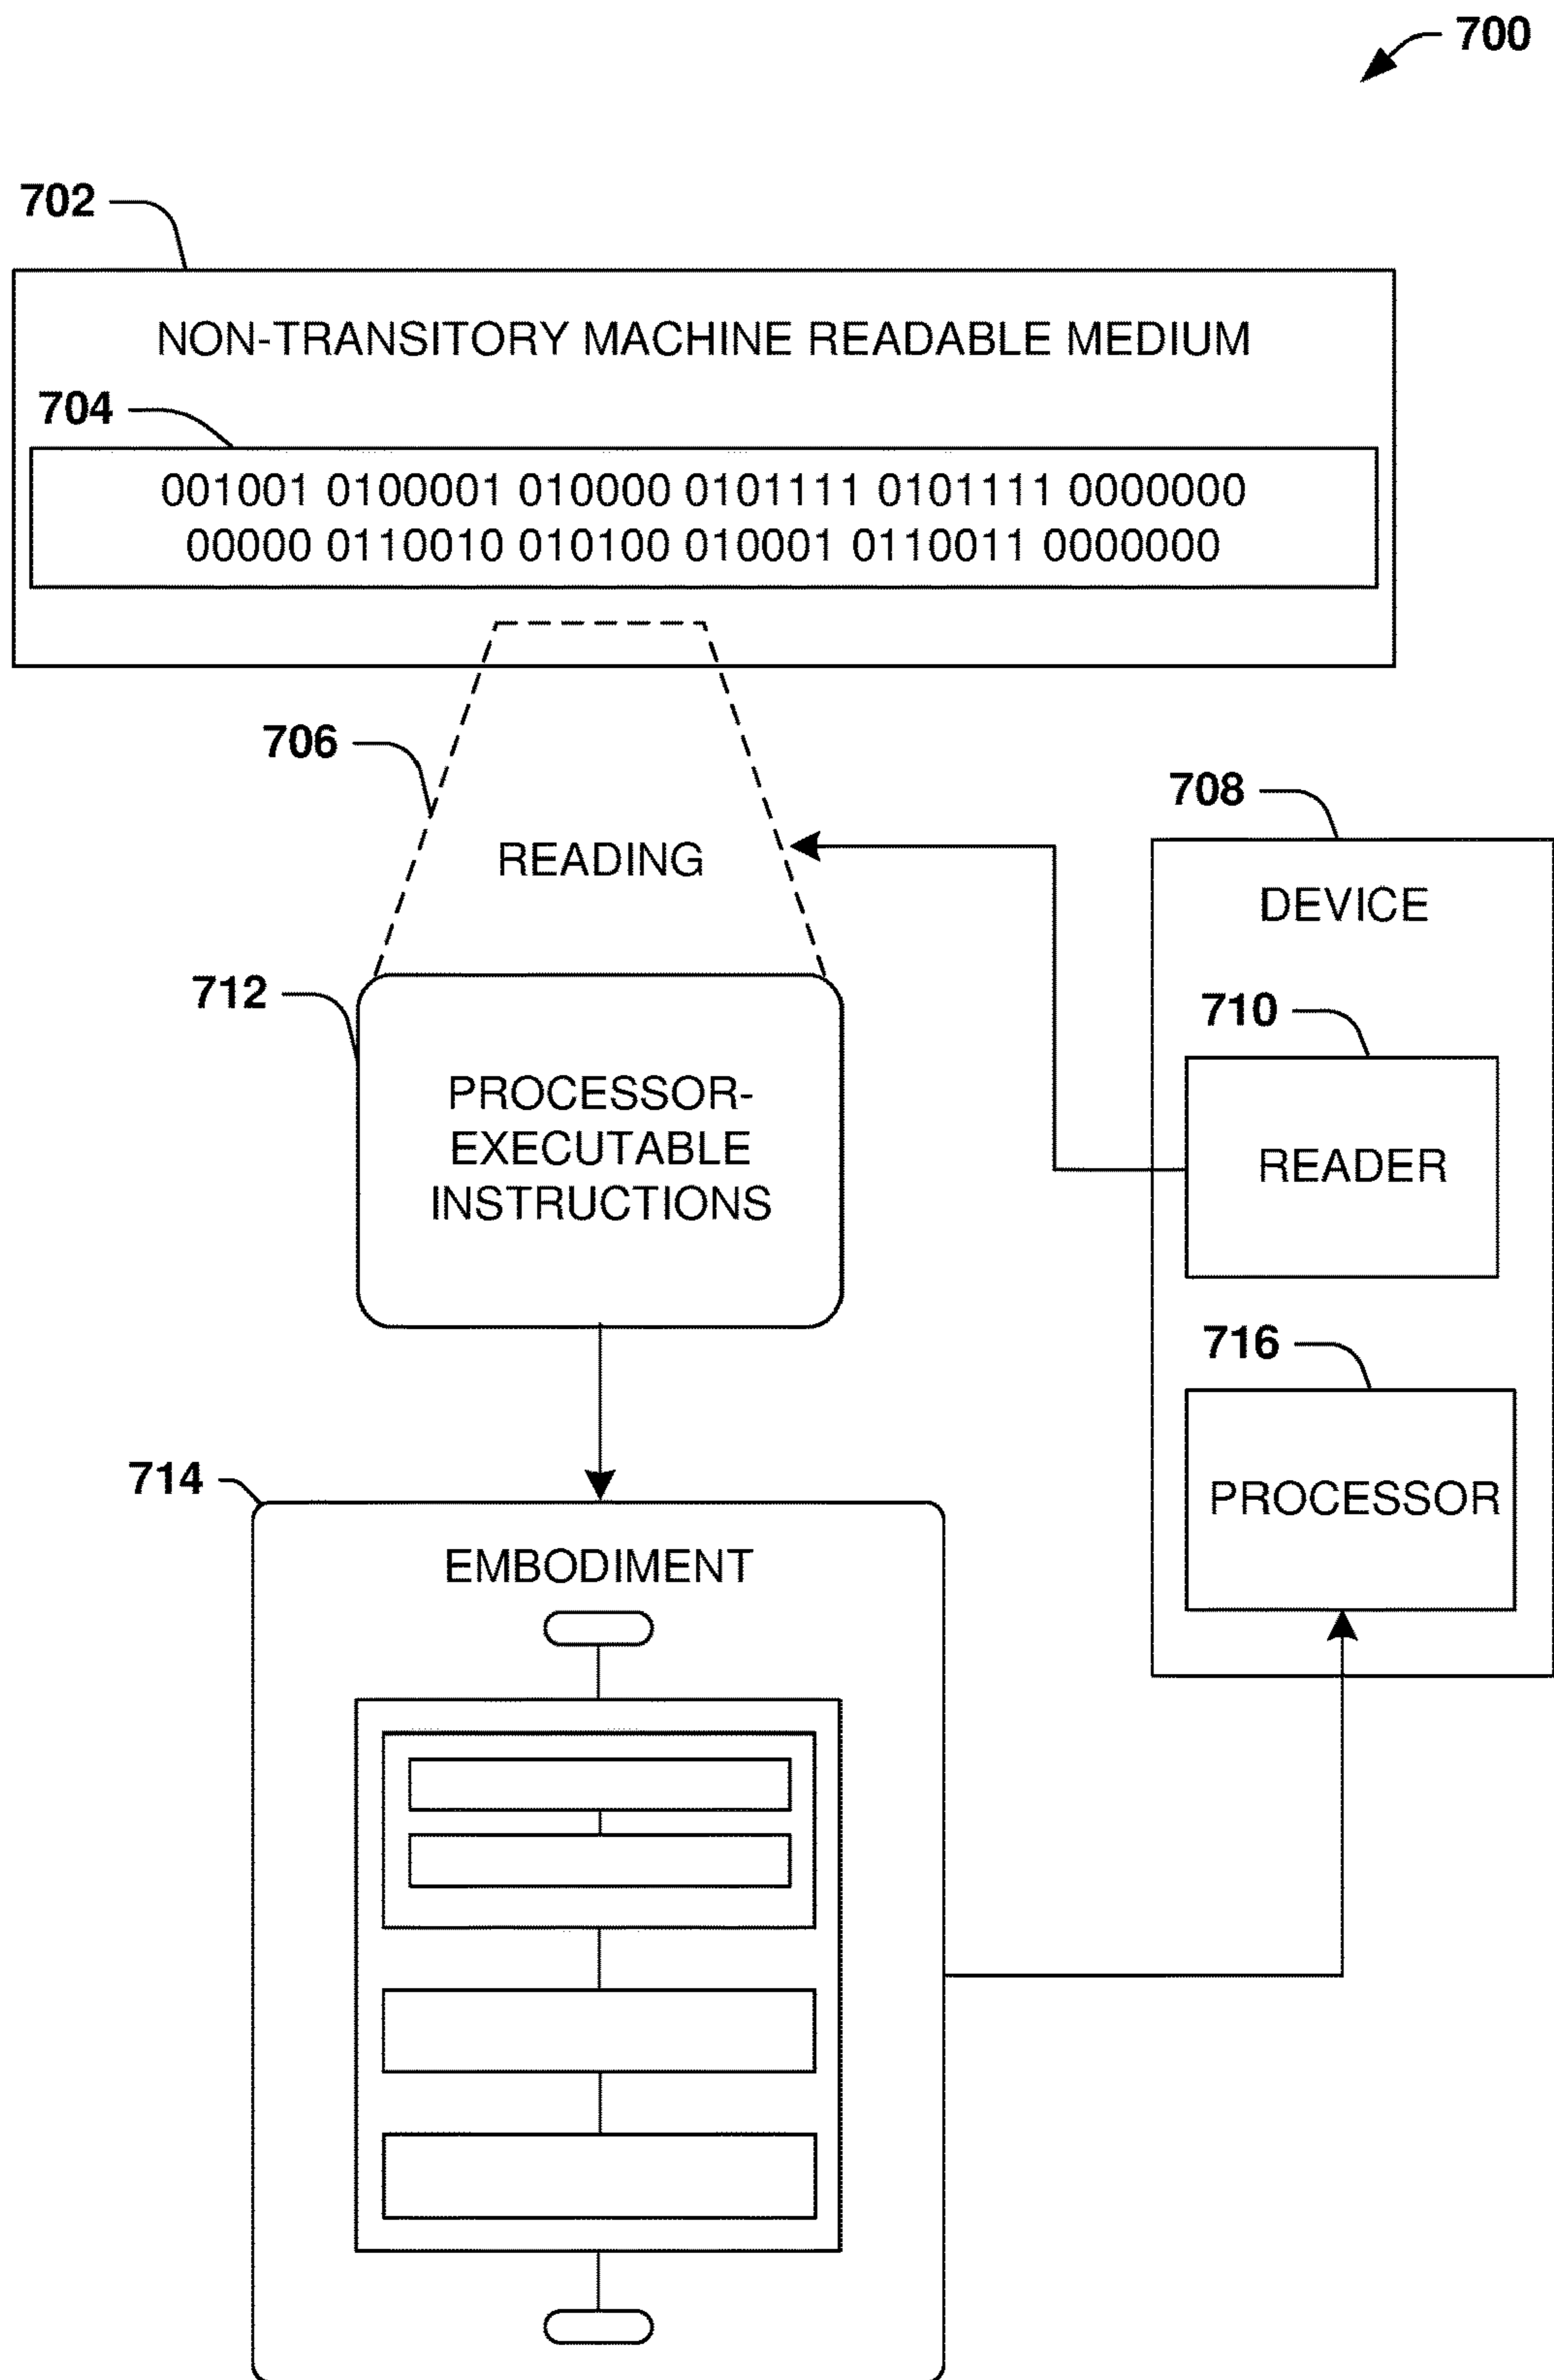 700
702
NON-TRANSITORY MACHINE READABLE MEDIUM
704
001001 0100001 010000 0101111 0101111 0000000
00000 0110010 010100 010001 0110011 0000000
706
READING
708
DEVICE
710
READER
712
PROCESSOR-
EXECUTABLE
INSTRUCTIONS
716
PROCESSOR
714
EMBODIMENT